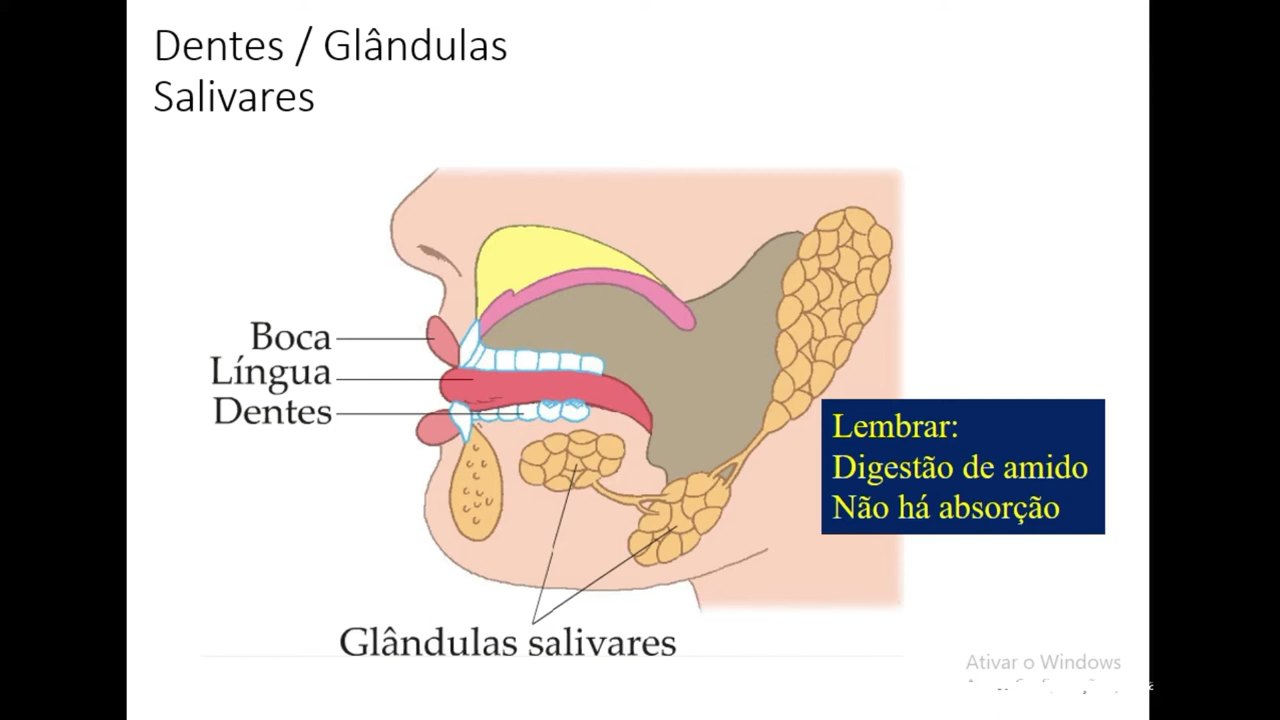 Dentes / Glândulas
Salivares
Boca
Língua
Dentes
Lembrar:
Digestão de amido
Não há absorção
Glândulas salivares
Ativar o Windows